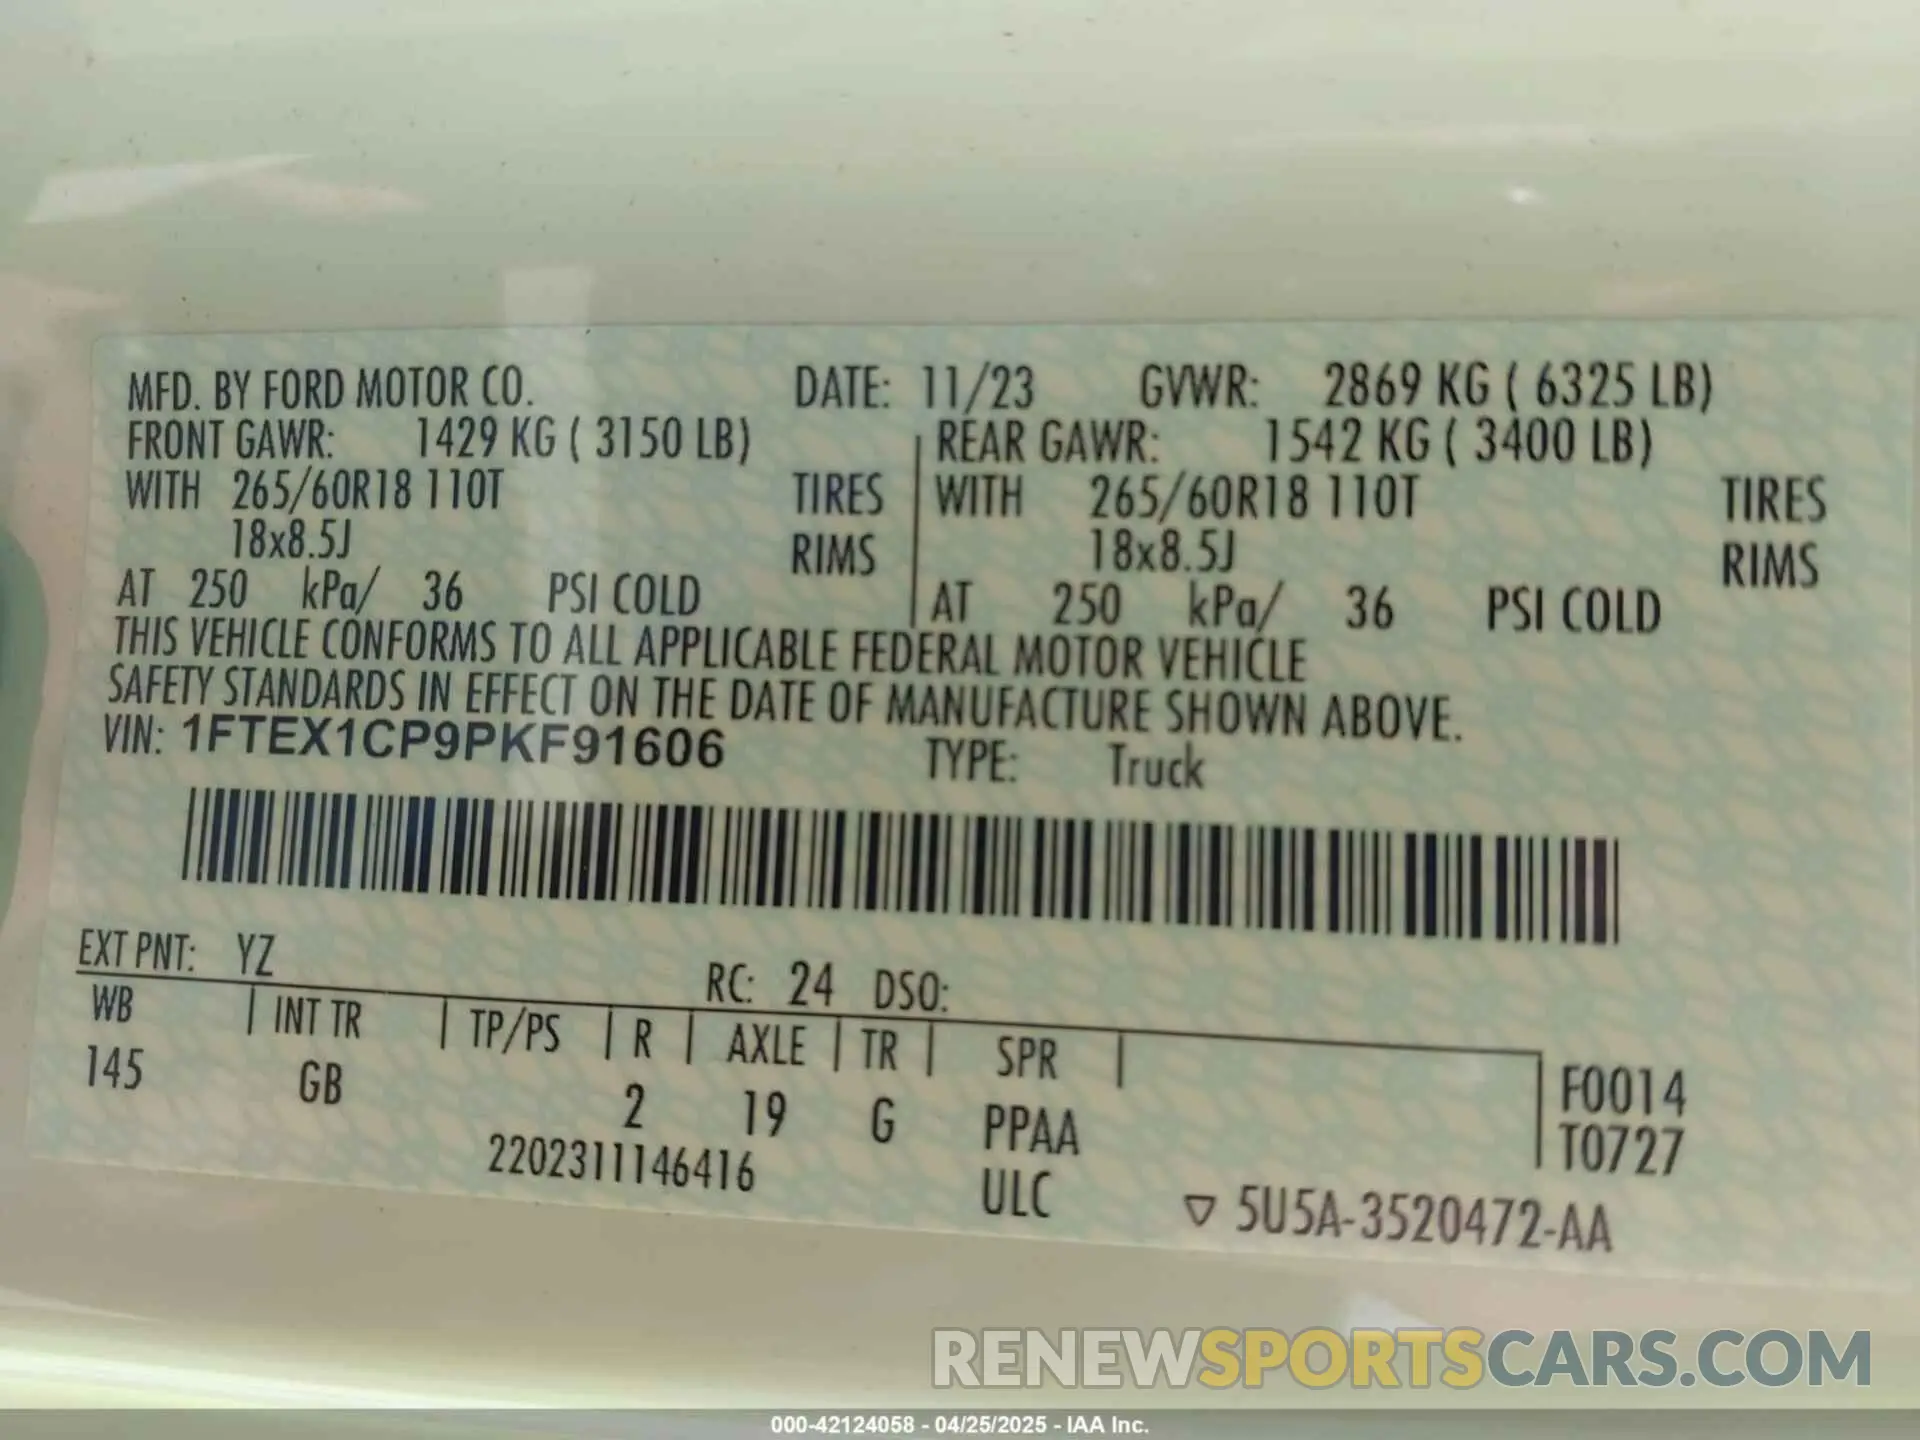 MFD. BY FORD MOTOR CO. DATE: 11/23 GVWR: 2869 KG ( 6325 LB)
FRONT GAWR: 1429 KG ( 3150 LB) REAR GAWR: 1542 KG ( 3400 LB)
WITH 265/60R18 110T TIRES WITH 265/60R18 110T TIRES
18x8.5J RIMS 18x8.5J RIMS
AT 250 kPa/ 36 PSI COLD AT 250 kPa/ 36 PSI COLD
THIS VEHICLE CONFORMS TO ALL APPLICABLE FEDERAL MOTOR VEHICLE
SAFETY STANDARDS IN EFFECT ON THE DATE OF MANUFACTURE SHOWN ABOVE.
VIN: 1FTEX1CP9PKF91606 TYPE: Truck
EXT PNT: YZ RC: 24 DSO:
WB INT TR TP/PS R AXLE TR SPR F0014
145 GB 2 19 G PPAA T0727
2202311146416 ULC ▽ 5U5A-3520472-AA
RENEWSPORTSCARS.COM
000-42124058 - 04/25/2025 - IAA Inc.